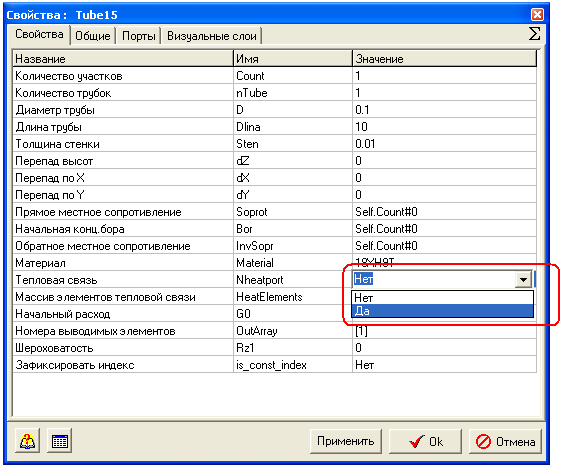 Свойства: Tube15
Свойства Общие Порты Визуальные слои Σ
Название Имя Значение
Количество участков Count 1
Количество трубок nTube 1
Диаметр трубы D 0.1
Длина трубы Dlina 10
Толщина стенки Sten 0.01
Перепад высот dZ 0
Перепад по X dX 0
Перепад по Y dY 0
Прямое местное сопротивление Soprot Self.Count#0
Начальная конц.бора Bor Self.Count#0
Обратное местное сопротивление InvSopr Self.Count#0
Материал Material 18XH9T
Тепловая связь Nheatport Нет
Массив элементов тепловой связи HeatElements Нет
Начальный расход G0 Да
Номера выводимых элементов OutArray [1]
Шероховатость Rz1 0
Зафиксировать индекс is_const_index Нет
Применить Ok Отмена